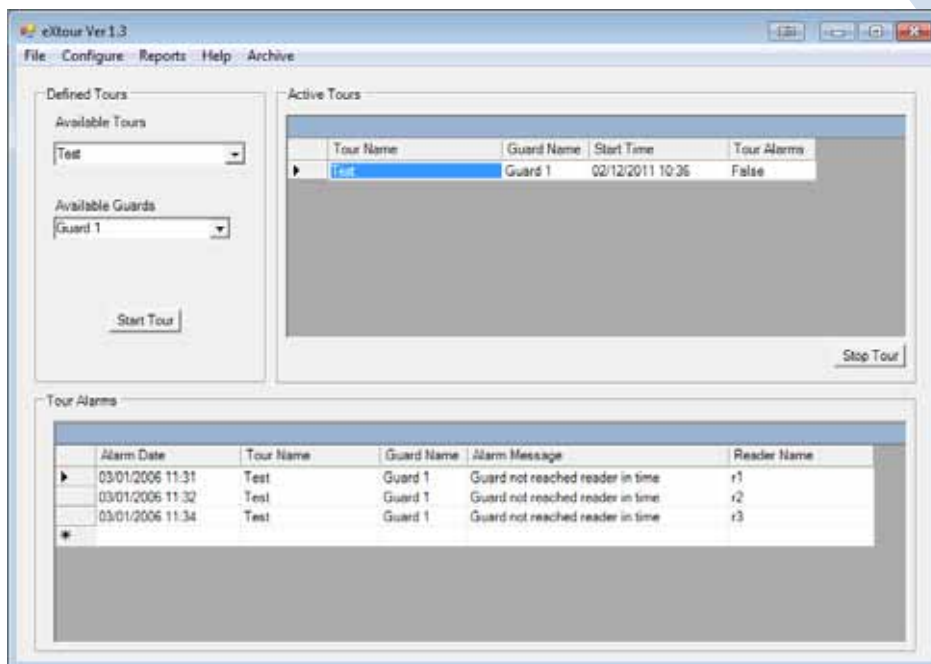 eXtour Ver1.3
File Configure Reports Help Archive
Defined Tours
Available Tours
Test
Available Guards
Guard 1
Start Tour
Active Tours
Tour Name Guard Name Start Time Tour Alarms
Test Guard 1 02/12/2011 10:36 False
Stop Tour
Tour Alarms
Alarm Date Tour Name Guard Name Alarm Message Reader Name
03/01/2006 11:31 Test Guard 1 Guard not reached reader in time r1
03/01/2006 11:32 Test Guard 1 Guard not reached reader in time r2
03/01/2006 11:34 Test Guard 1 Guard not reached reader in time r3